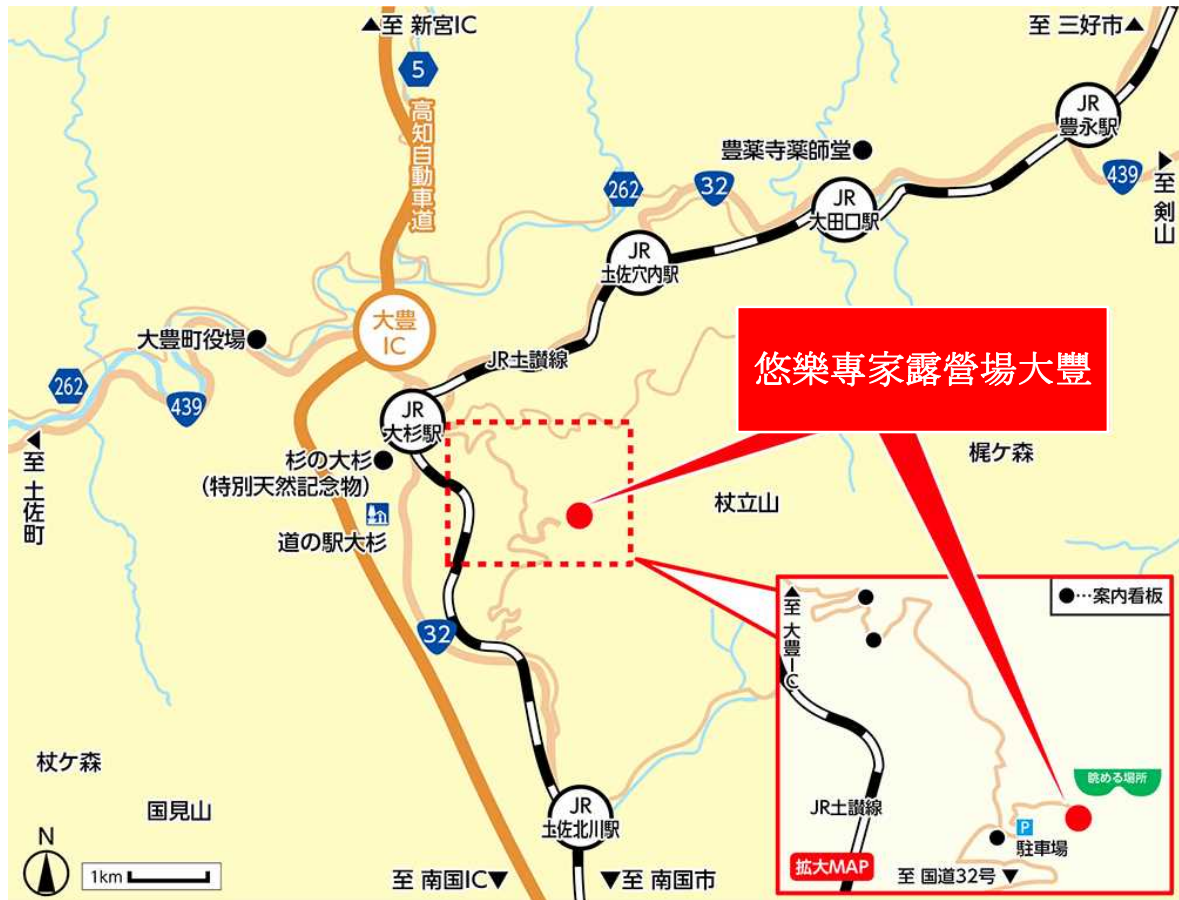 ▲至 新宮IC
至 三好市▲
5
高知自動車道
JR
豊永駅
豊薬寺薬師堂●
439
▶至 剣山
262
32
JR
大田口駅
JR
土佐穴内駅
大豊
IC
大豊町役場●
JR土讃線
悠樂專家露營場大豐
262
439
JR
大杉駅
◀至 土佐町
杉の大杉●
(特別天然記念物)
道の駅大杉
梶ケ森
杖立山
32
▲至 大豊IC
●…案内看板
眺める場所
JR土讃線
P
駐車場
拡大MAP
至 国道32号▼
杖ケ森
国見山
JR
土佐北川駅
N
1km
至 南国IC▼
▼至 南国市